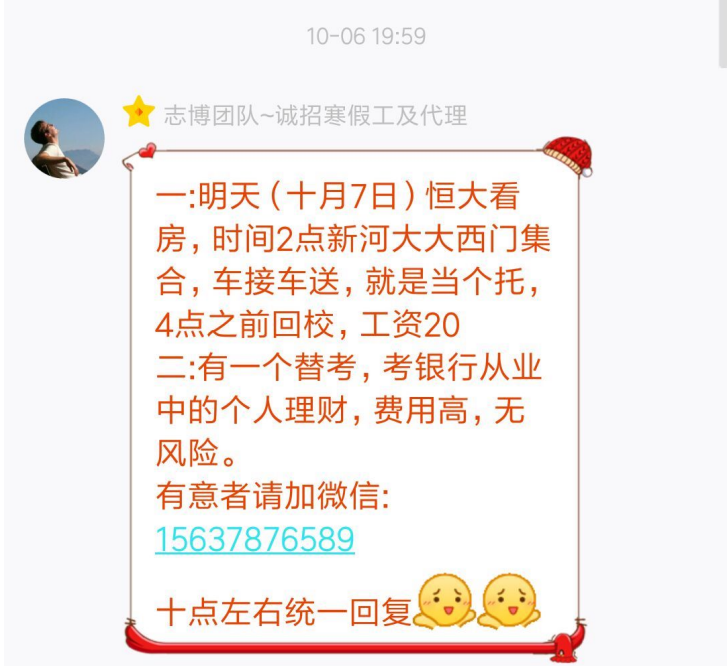 10-06 19:59
志博团队~诚招寒假工及代理
一:明天（十月7日）恒大看
房，时间2点新河大大西门集
合，车接车送，就是当个托，
4点之前回校，工资20
二:有一个替考，考银行从业
中的个人理财，费用高，无
风险。
有意者请加微信:
15637876589
十点左右统一回复